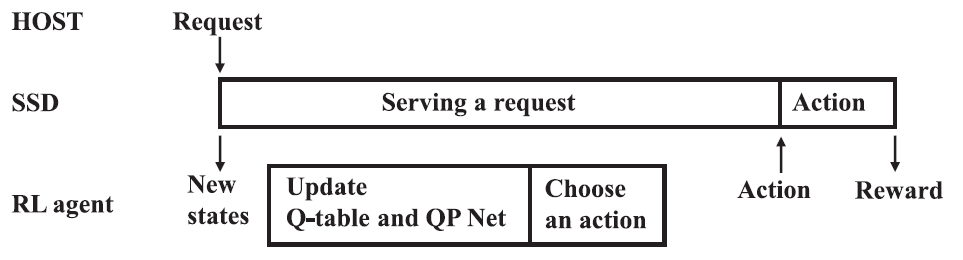 HOST Request
SSD Serving a request Action
RL agent
New
states
Update
Q-table and QP Net
Choose
an action
Action
Reward